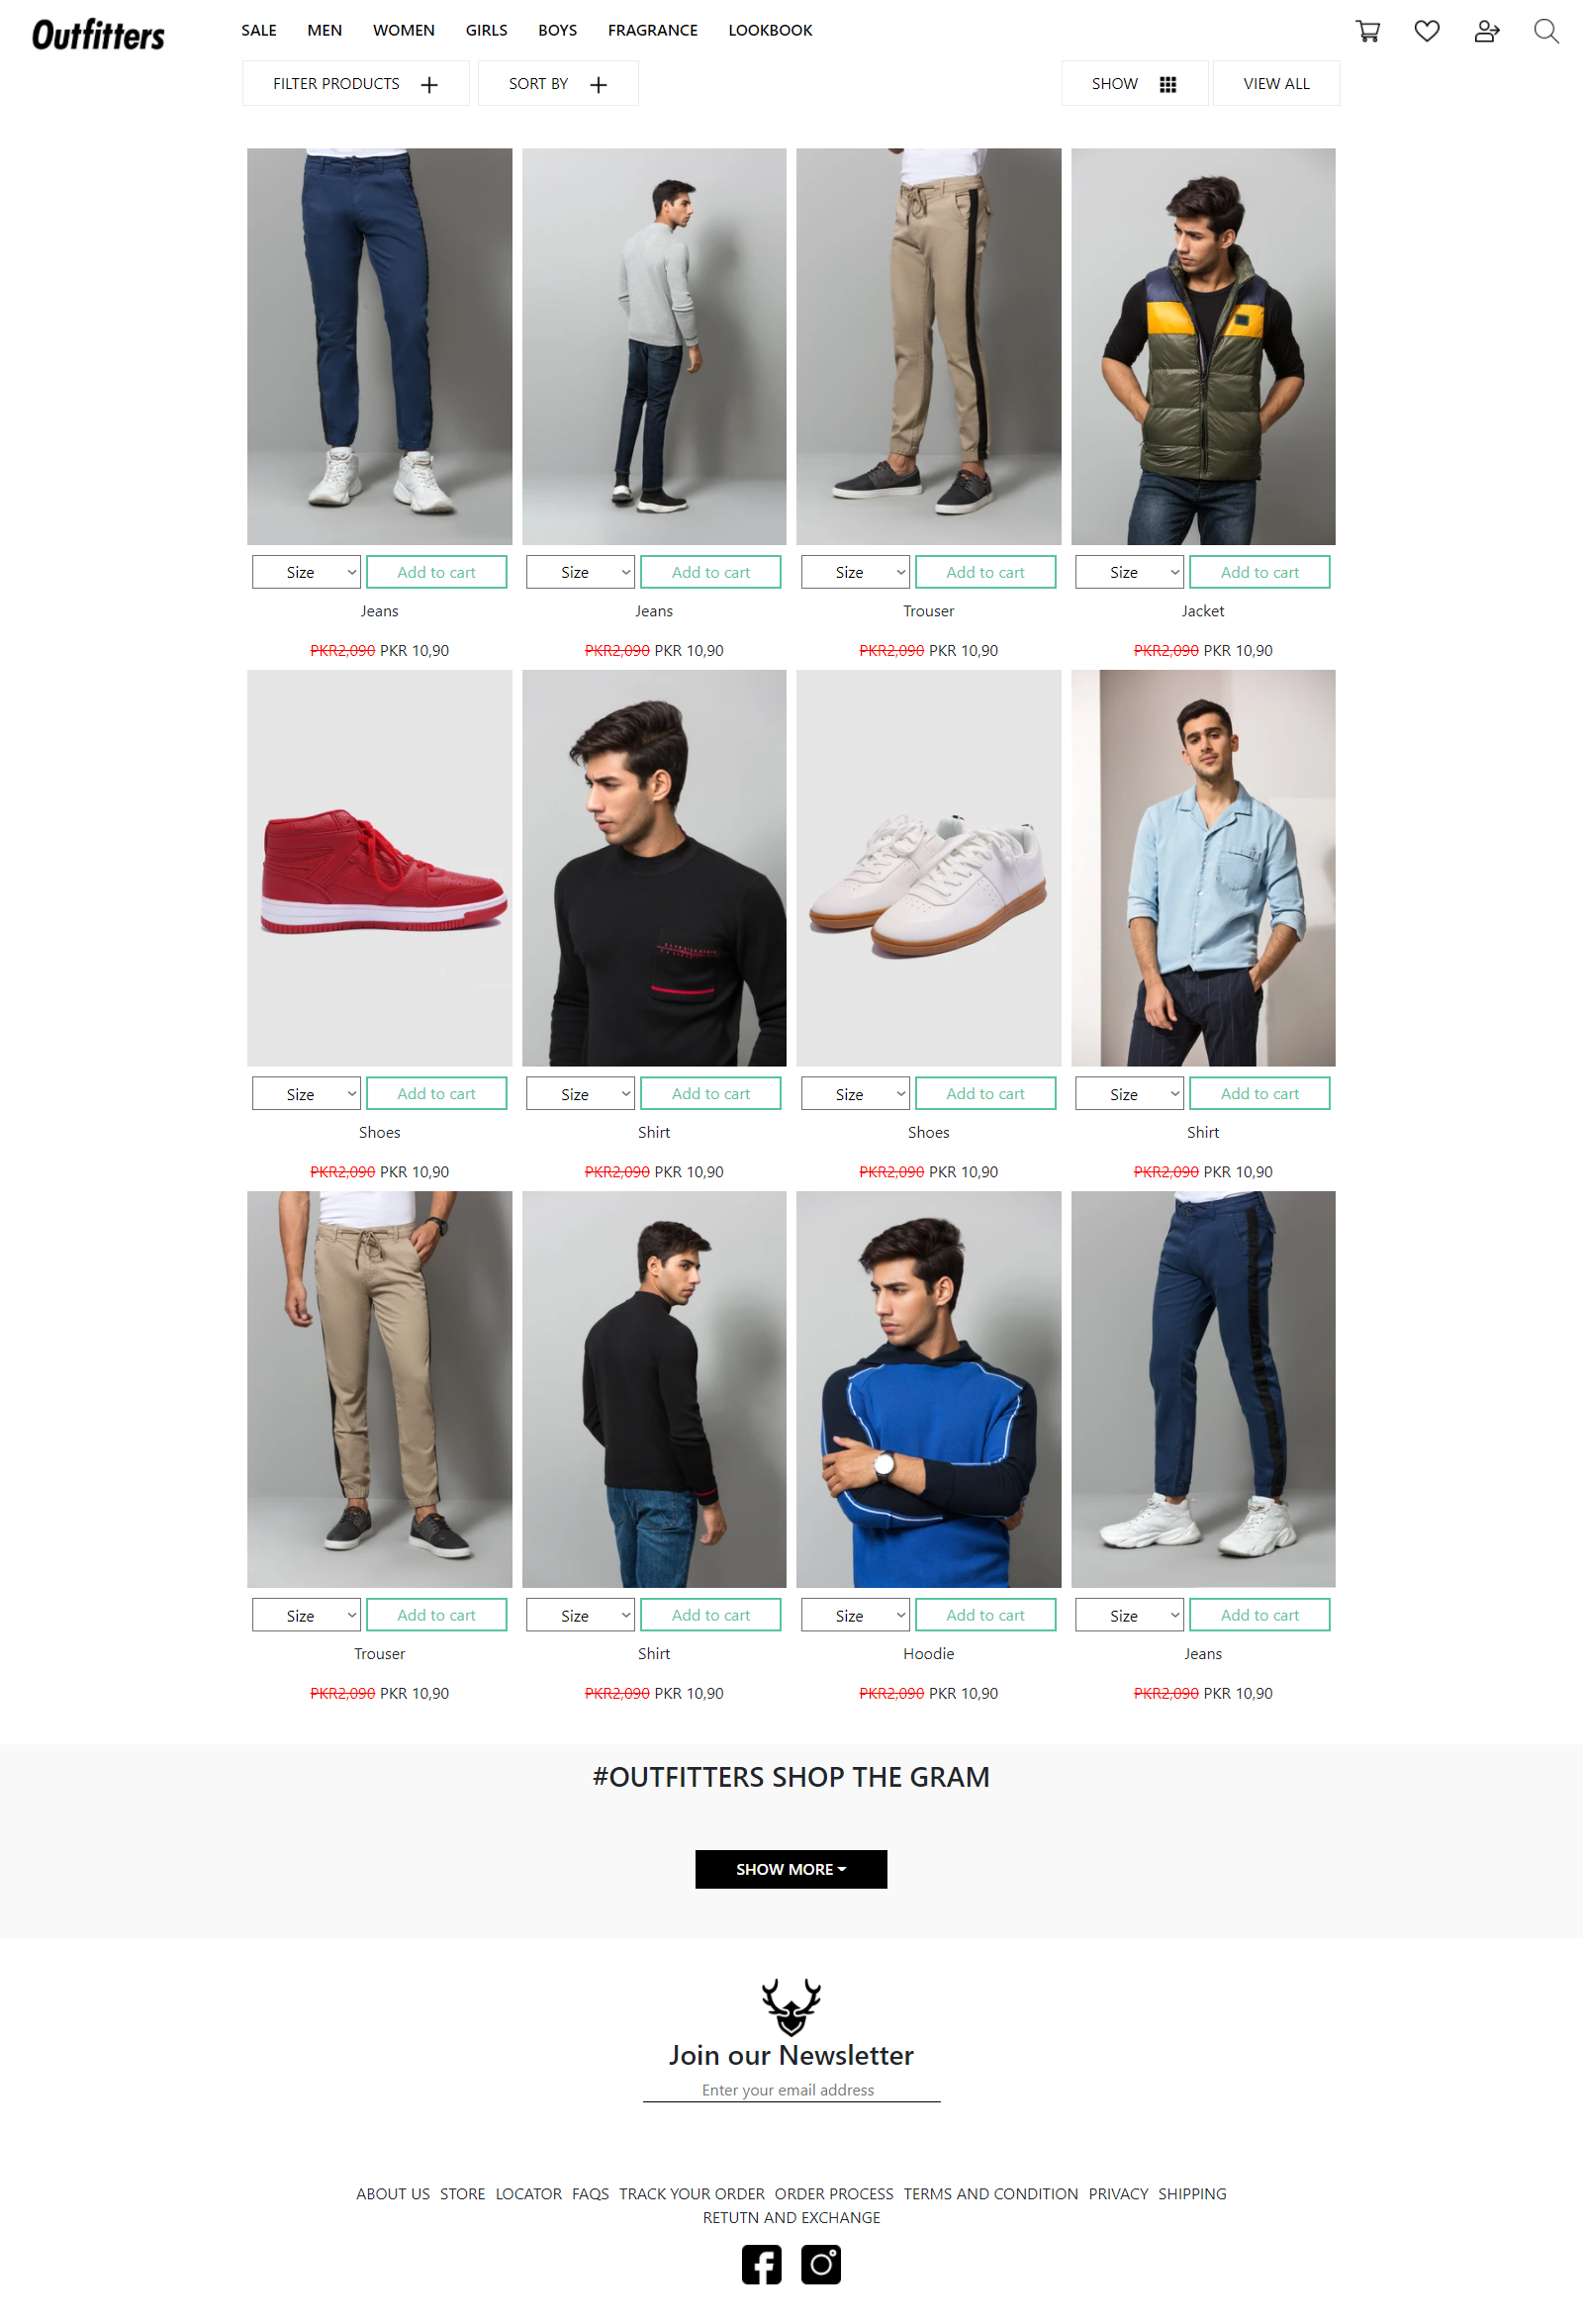 Outfitters SALE MEN WOMEN GIRLS BOYS FRAGRANCE LOOKBOOK
FILTER PRODUCTS SORT BY SHOW VIEW ALL
Size Add to cart Size Add to cart Size Add to cart Size Add to cart
Jeans Jeans Trouser Jacket
PKR2,090 PKR 10,90 PKR2,090 PKR 10,90 PKR2,090 PKR 10,90 PKR2,090 PKR 10,90
Size Add to cart Size Add to cart Size Add to cart Size Add to cart
Shoes Shirt Shoes Shirt
PKR2,090 PKR 10,90 PKR2,090 PKR 10,90 PKR2,090 PKR 10,90 PKR2,090 PKR 10,90
Size Add to cart Size Add to cart Size Add to cart Size Add to cart
Trouser Shirt Hoodie Jeans
PKR2,090 PKR 10,90 PKR2,090 PKR 10,90 PKR2,090 PKR 10,90 PKR2,090 PKR 10,90
#OUTFITTERS SHOP THE GRAM
SHOW MORE
Join our Newsletter
Enter your email address
ABOUT US STORE LOCATOR FAQS TRACK YOUR ORDER ORDER PROCESS TERMS AND CONDITION PRIVACY SHIPPING
RETUTN AND EXCHANGE